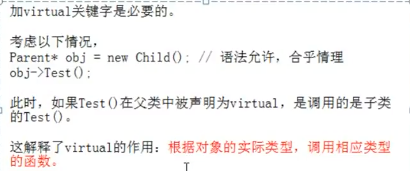 加virtual关键字是必要的。
考虑以下情况，
Parent* obj = new Child(); // 语法允许，合乎情理
obj->Test();
此时，如果Test()在父类中被声明为virtual，是调用的是子类
的Test()。
这解释了virtual的作用：根据对象的实际类型，调用相应类型
的函数。